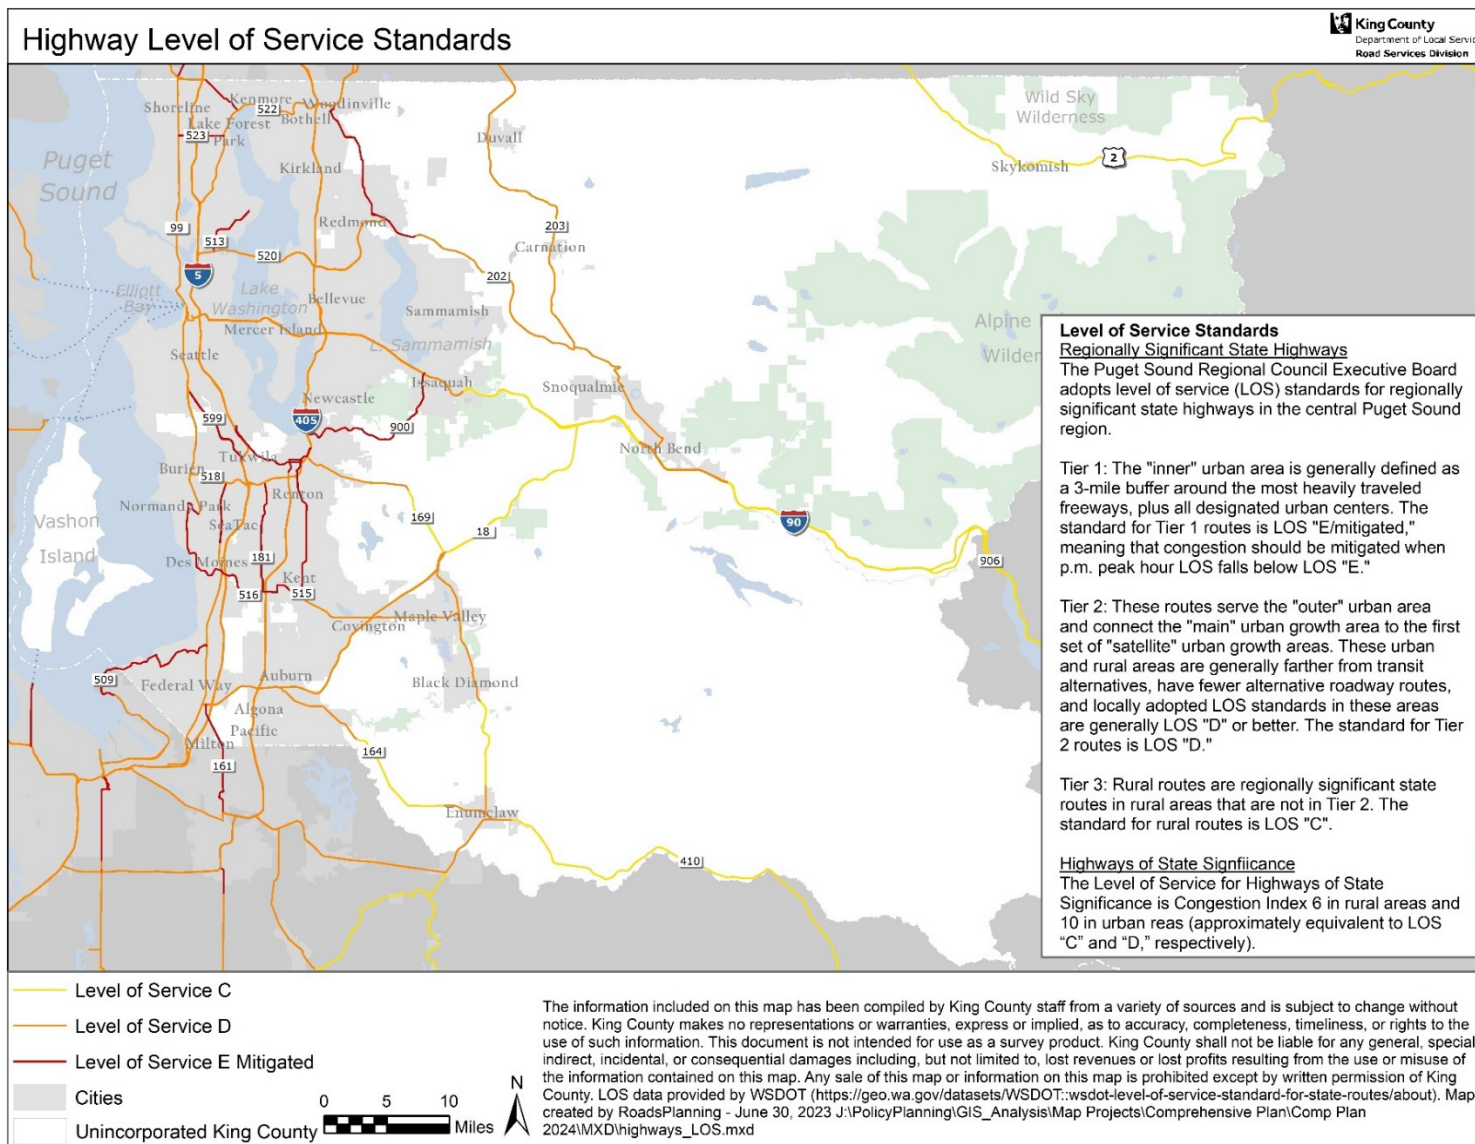 Highway Level of Service Standards
King County
Department of Local Servic
Road Services Division
Shoreline
Kenmore
Woodinville
522
Bothell
Lake Forest
Park
523
Duvall
Wild Sky
Wilderness
2
Skykomish
Puget
Sound
Kirkland
Redmond
99
513
520
203
Carnation
202
5
Elliott
Bay
Lake
Washington
Bellevue
Sammamish
Mercer Island
L. Sammamish
Seattle
Alpine
Wilder
Issaquah
Snoqualmie
Newcastle
599
405
900
North Bend
Burien
Tukwila
518
Renton
Normandy Park
SeaTac
169
18
90
906
Vashon
Island
Des Moines
181
Kent
516
515
Maple Valley
Covington
509
Federal Way
Auburn
Black Diamond
Algona
Pacific
Milton
164
161
Enumclaw
410
Level of Service Standards
Regionally Significant State Highways
The Puget Sound Regional Council Executive Board
adopts level of service (LOS) standards for regionally
significant state highways in the central Puget Sound
region.
Tier 1: The "inner" urban area is generally defined as
a 3-mile buffer around the most heavily traveled
freeways, plus all designated urban centers. The
standard for Tier 1 routes is LOS "E/mitigated,"
meaning that congestion should be mitigated when
p.m. peak hour LOS falls below LOS "E."
Tier 2: These routes serve the "outer" urban area
and connect the "main" urban growth area to the first
set of "satellite" urban growth areas. These urban
and rural areas are generally farther from transit
alternatives, have fewer alternative roadway routes,
and locally adopted LOS standards in these areas
are generally LOS "D" or better. The standard for Tier
2 routes is LOS "D."
Tier 3: Rural routes are regionally significant state
routes in rural areas that are not in Tier 2. The
standard for rural routes is LOS "C".
Highways of State Signfiicance
The Level of Service for Highways of State
Significance is Congestion Index 6 in rural areas and
10 in urban reas (approximately equivalent to LOS
“C” and “D,” respectively).
Level of Service C
Level of Service D
Level of Service E Mitigated
Cities
Unincorporated King County
0 5 10
Miles
N
The information included on this map has been compiled by King County staff from a variety of sources and is subject to change without
notice. King County makes no representations or warranties, express or implied, as to accuracy, completeness, timeliness, or rights to the
use of such information. This document is not intended for use as a survey product. King County shall not be liable for any general, special,
indirect, incidental, or consequential damages including, but not limited to, lost revenues or lost profits resulting from the use or misuse of
the information contained on this map. Any sale of this map or information on this map is prohibited except by written permission of King
County. LOS data provided by WSDOT (https://geo.wa.gov/datasets/WSDOT::wsdot-level-of-service-standard-for-state-routes/about). Map
created by RoadsPlanning - June 30, 2023 J:\PolicyPlanning\GIS_Analysis\Map Projects\Comprehensive Plan\Comp Plan
2024\MXD\highways_LOS.mxd